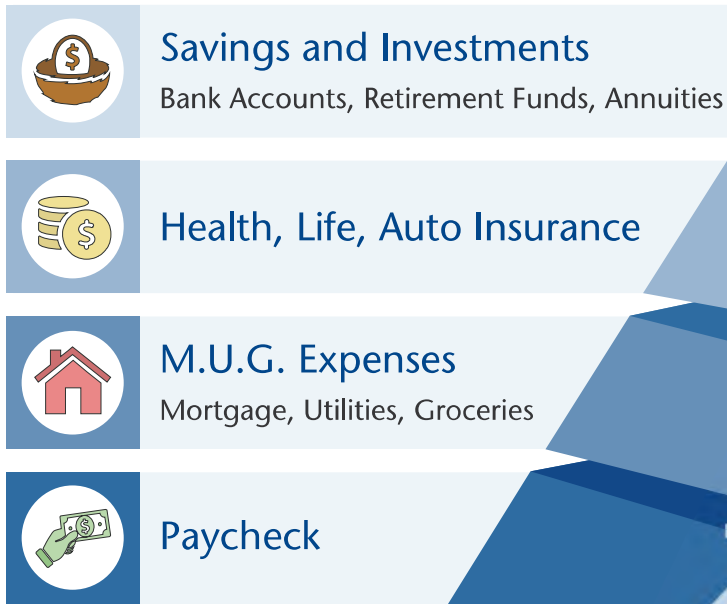 $
Savings and Investments
Bank Accounts, Retirement Funds, Annuities
$
Health, Life, Auto Insurance
M.U.G. Expenses
Mortgage, Utilities, Groceries
$
Paycheck